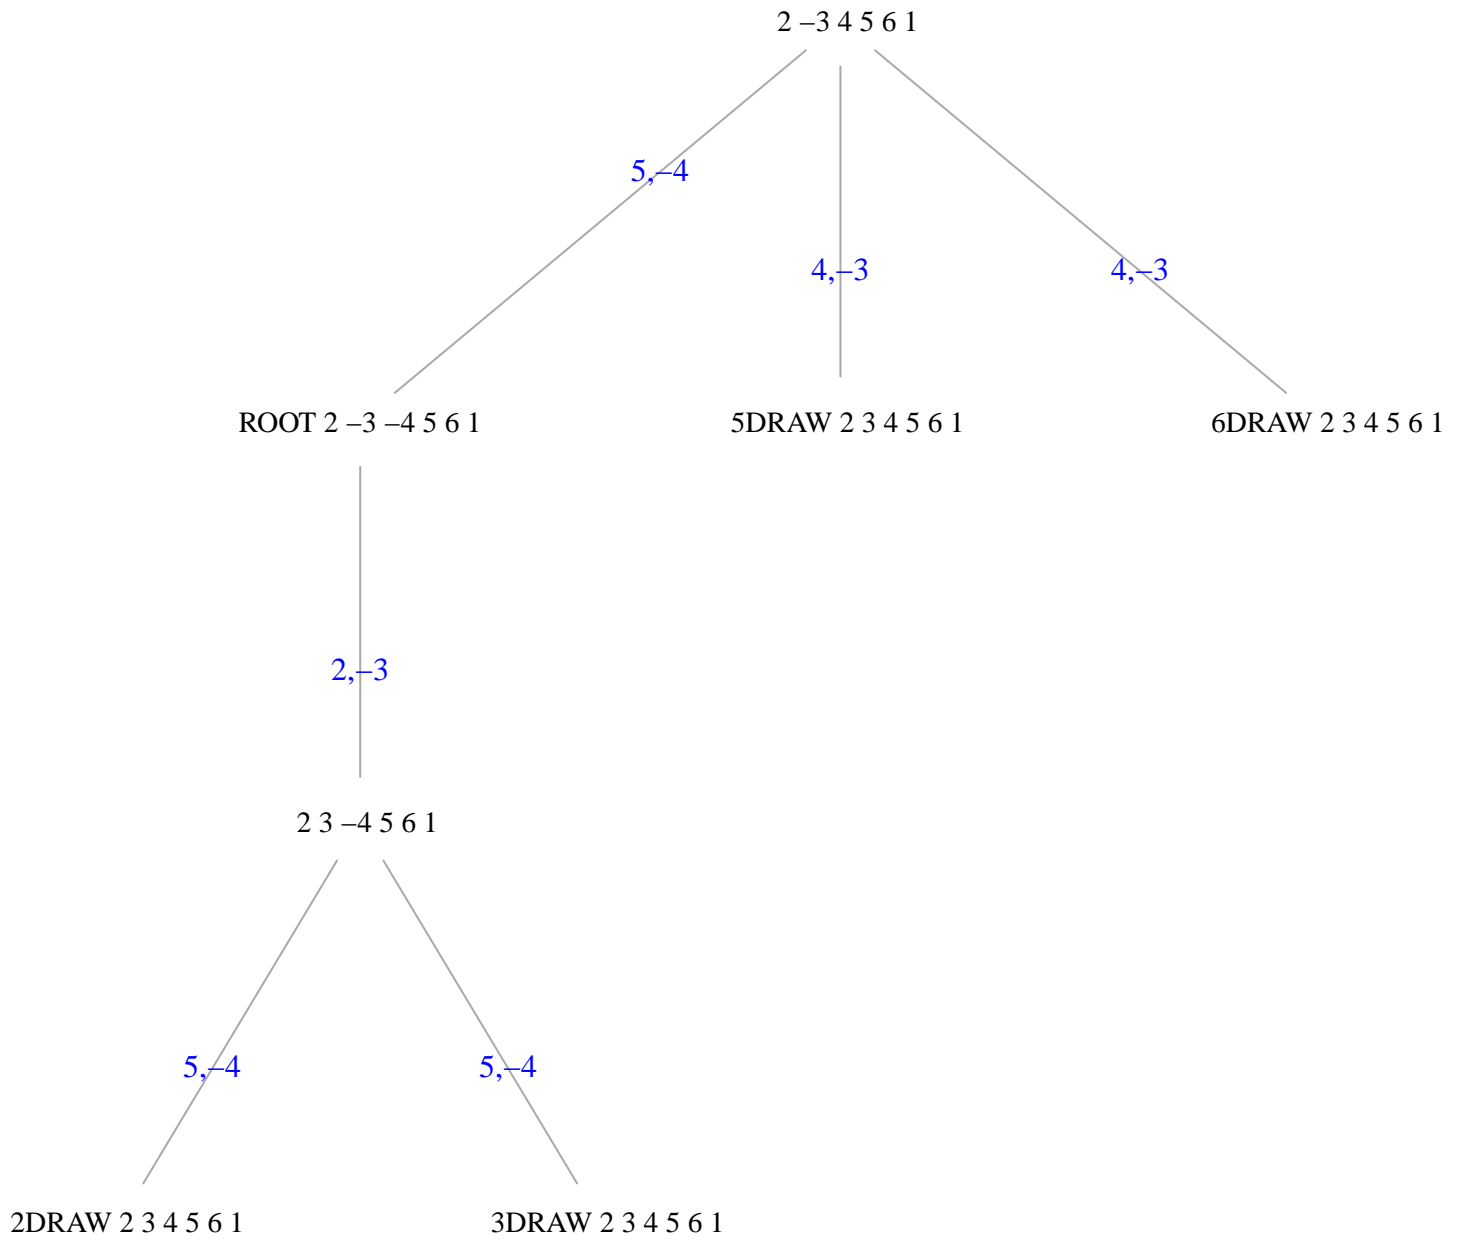 2 –3 4 5 6 1
5,–4
4,–3
4,–3
ROOT 2 –3 –4 5 6 1
5DRAW 2 3 4 5 6 1
6DRAW 2 3 4 5 6 1
2,–3
2 3 –4 5 6 1
5,–4
5,–4
2DRAW 2 3 4 5 6 1
3DRAW 2 3 4 5 6 1